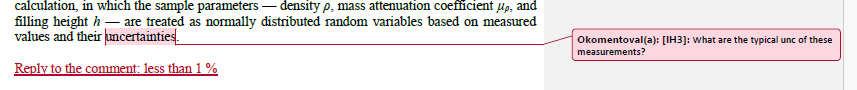 calculation, in which the sample parameters — density ρ, mass attenuation coefficient μρ, and
filling height h — are treated as normally distributed random variables based on measured
values and their uncertainties.
Okomentoval(a): [IH3]: What are the typical unc of these
measurements?
Reply to the comment: less than 1 %